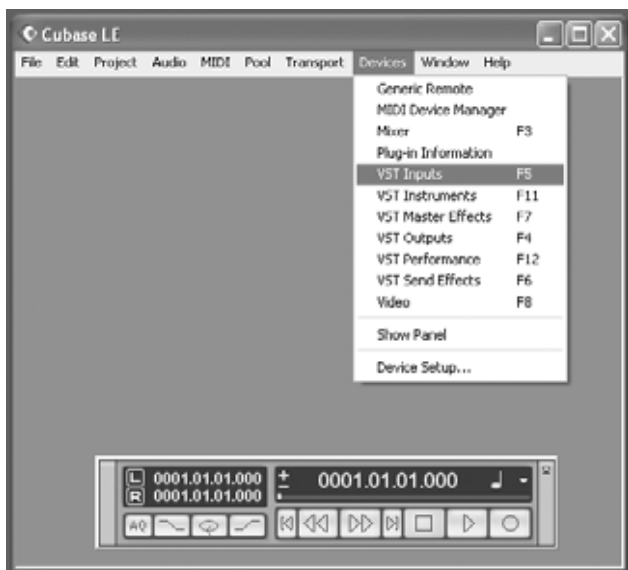 Cubase LE
File Edit Project Audio MIDI Pool Transport Devices Window Help
Generic Remote
MIDI Device Manager
Mixer F3
Plug-in Information
VST Inputs F5
VST Instruments F11
VST Master Effects F7
VST Outputs F4
VST Performance F12
VST Send Effects F6
Video F8
Show Panel
Device Setup...
L 0001.01.01.000
R 0001.01.01.000
0001.01.01.000
AQ